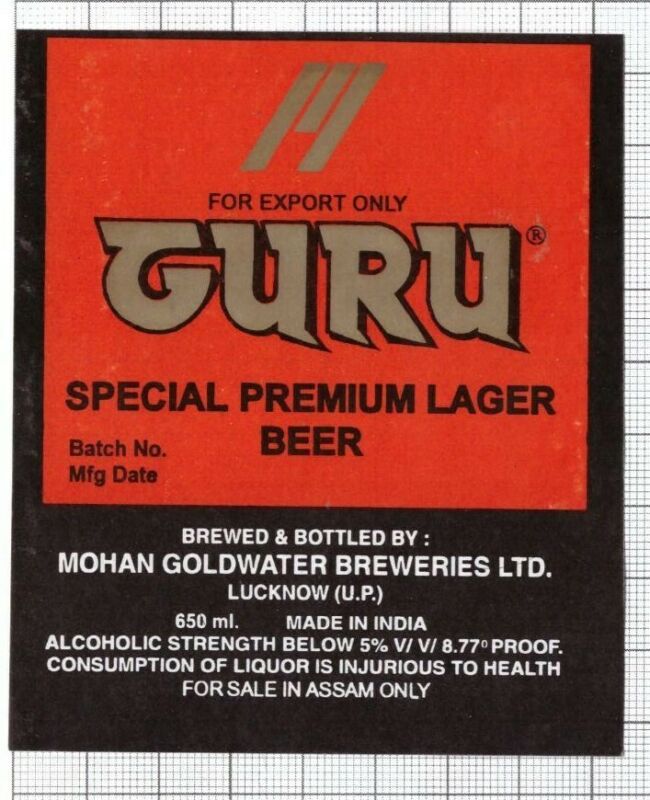 FOR EXPORT ONLY
GURU ®
SPECIAL PREMIUM LAGER
BEER
Batch No.
Mfg Date
BREWED & BOTTLED BY :
MOHAN GOLDWATER BREWERIES LTD.
LUCKNOW (U.P.)
650 ml. MADE IN INDIA
ALCOHOLIC STRENGTH BELOW 5% V/ V/ 8.77⁰ PROOF.
CONSUMPTION OF LIQUOR IS INJURIOUS TO HEALTH
FOR SALE IN ASSAM ONLY